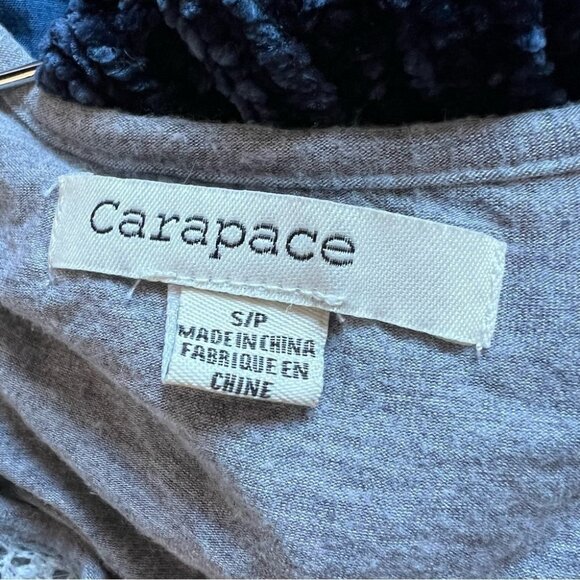 Carapace
S/P
MADE IN CHINA
FABRIQUE EN
CHINE